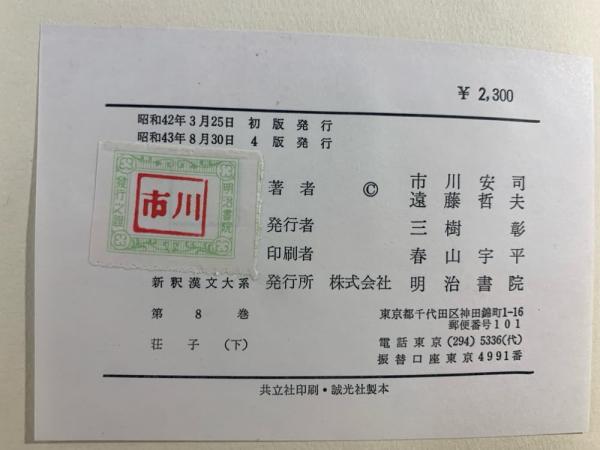 ¥ 2,300
昭和42年3月25日 初版発行
昭和43年8月30日 4版発行
著者 © 市川安司
遠藤哲夫
発行者 三樹彰
印刷者 春山宇平
発行所 株式会社 明治書院
東京都千代田区神田錦町1-16
郵便番号101
電話東京(294)5336(代)
振替口座東京4991番
新釈漢文大系
第8巻
荘子(下)
明治書院
市川
共立社印刷・誠光社製本